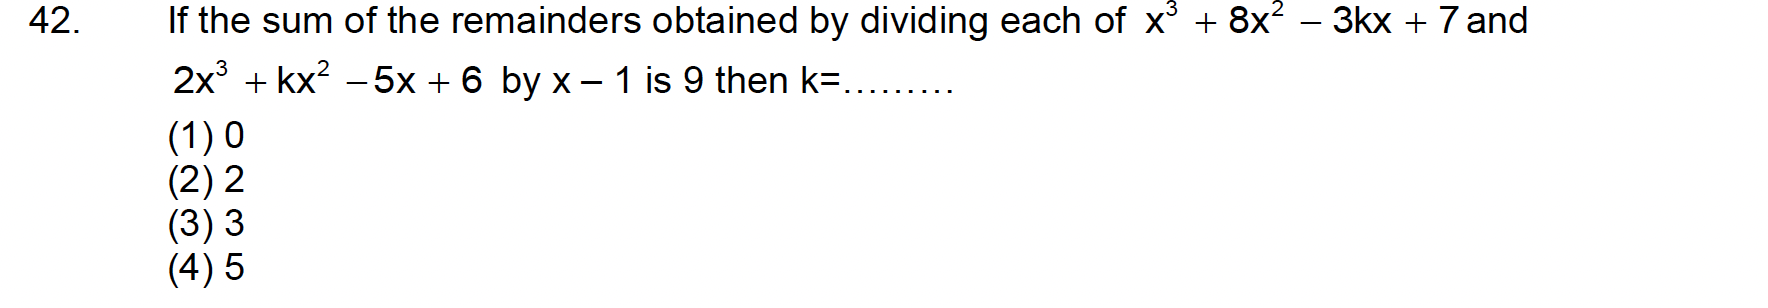 42. If the sum of the remainders obtained by dividing each of x³ + 8x² – 3kx + 7 and
2x³ + kx² – 5x + 6 by x – 1 is 9 then k=.........
(1) 0
(2) 2
(3) 3
(4) 5